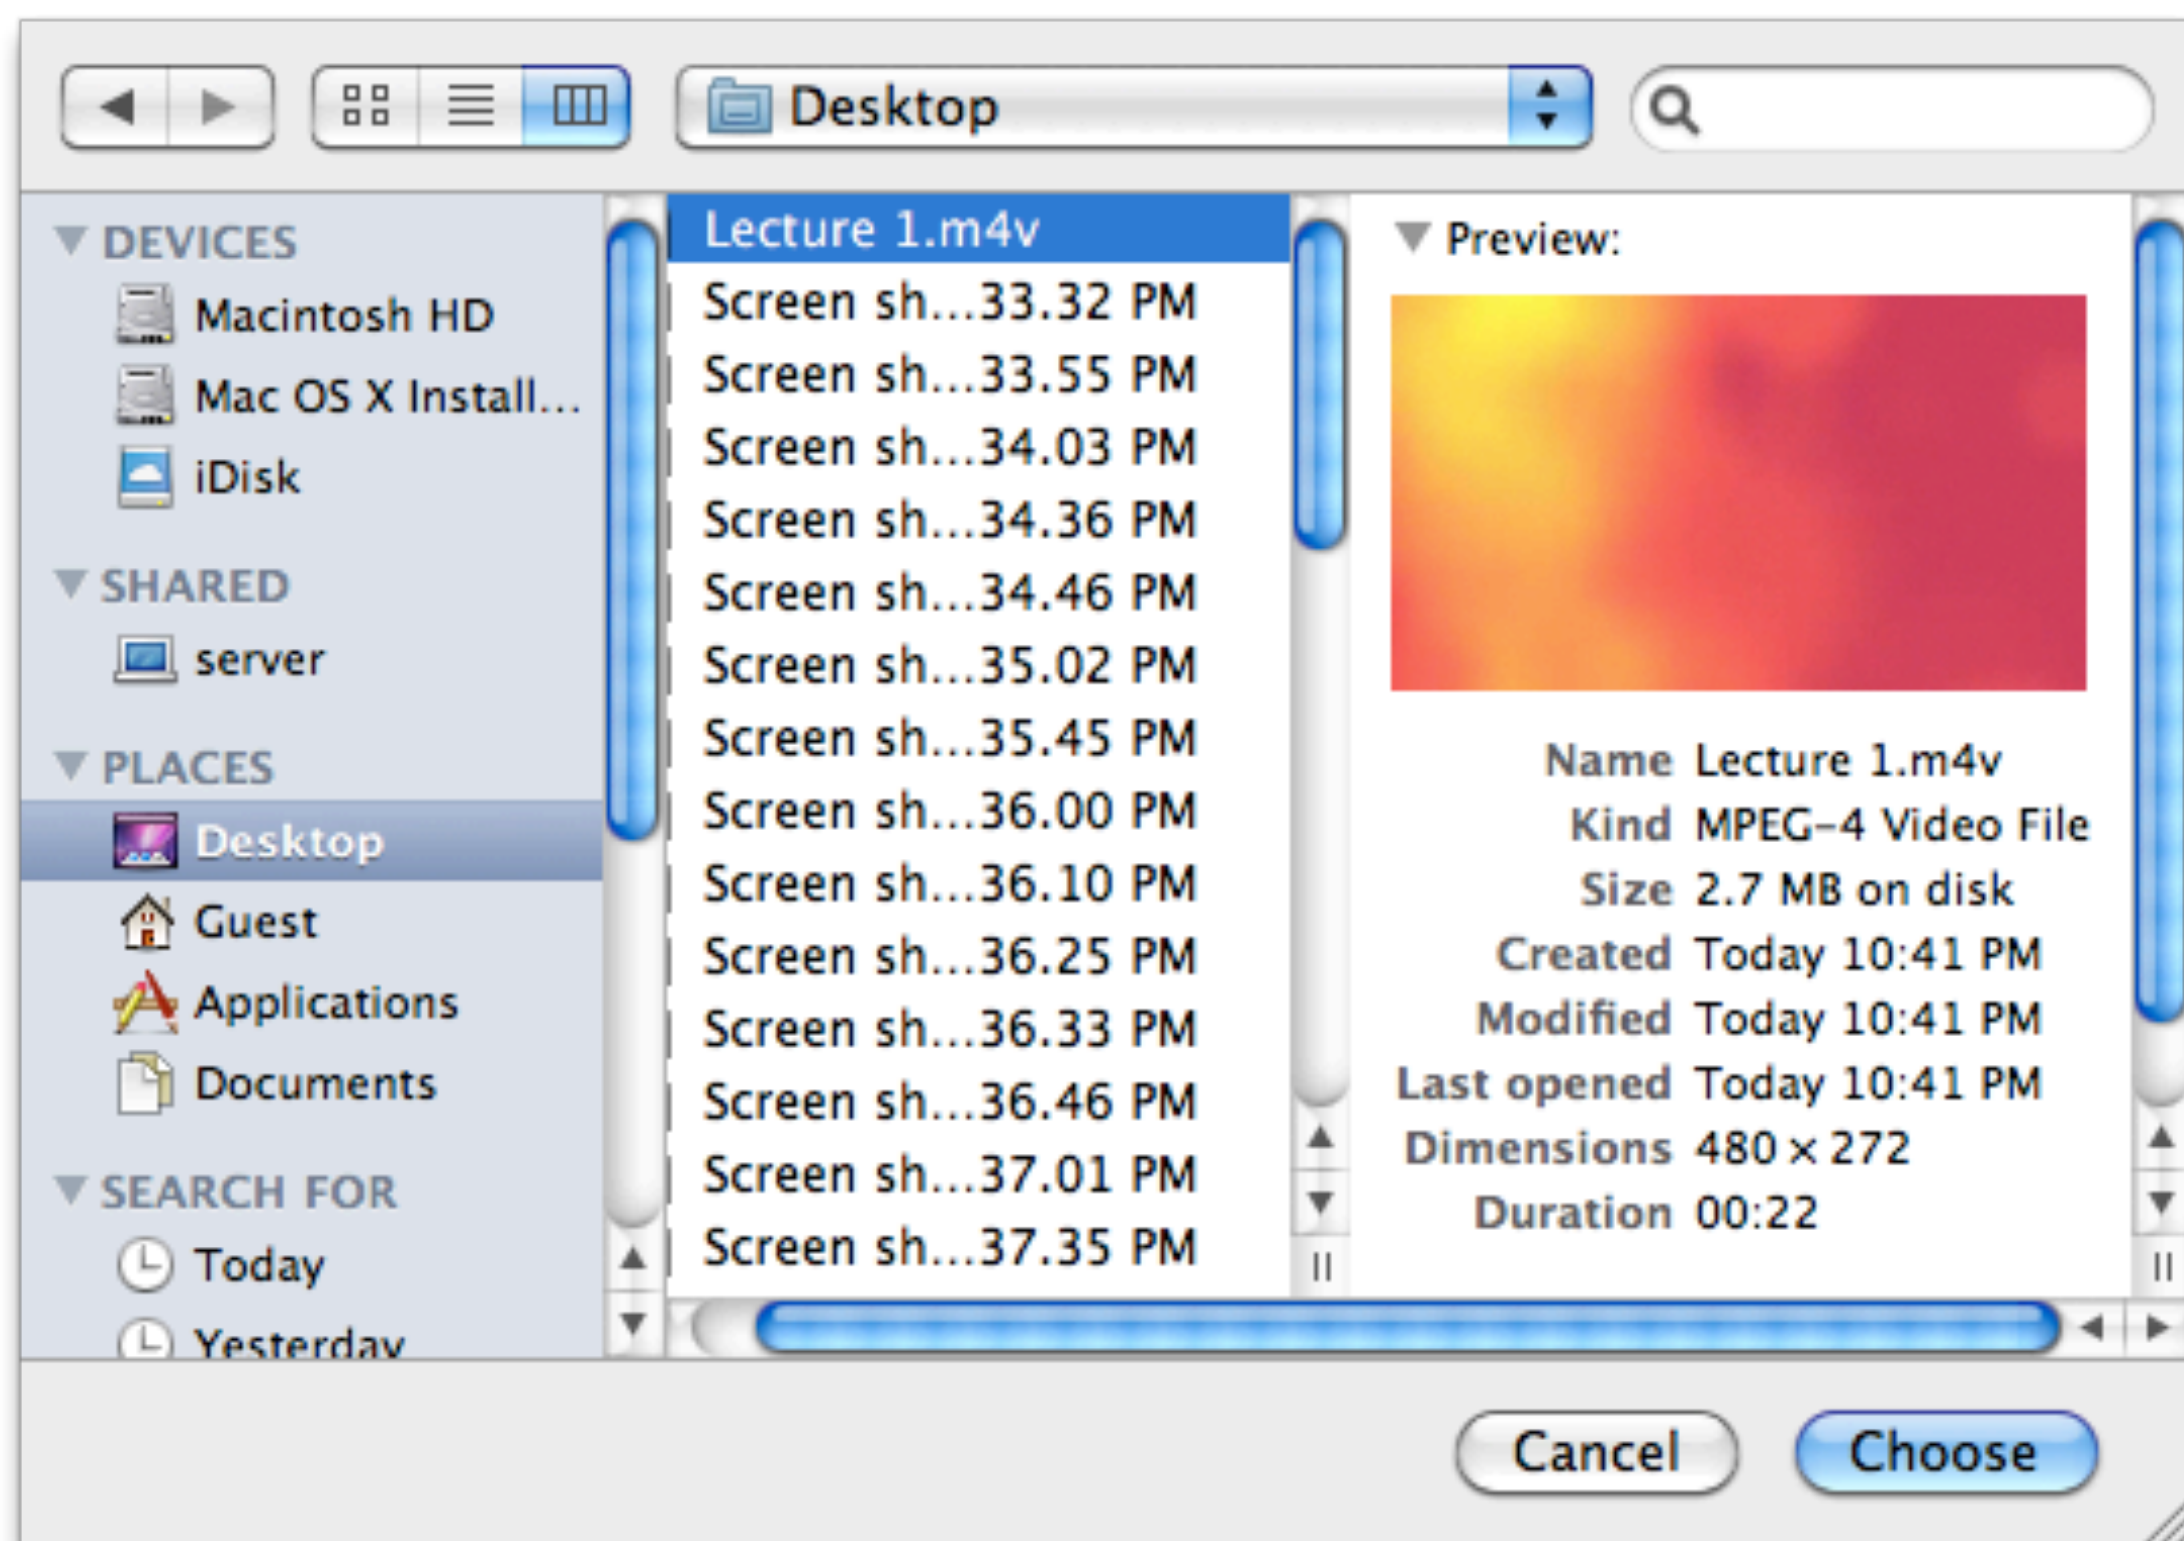 Desktop
DEVICES
Macintosh HD
Mac OS X Install...
iDisk
SHARED
server
PLACES
Desktop
Guest
Applications
Documents
SEARCH FOR
Today
Yesterday
Lecture 1.m4v
Screen sh...33.32 PM
Screen sh...33.55 PM
Screen sh...34.03 PM
Screen sh...34.36 PM
Screen sh...34.46 PM
Screen sh...35.02 PM
Screen sh...35.45 PM
Screen sh...36.00 PM
Screen sh...36.10 PM
Screen sh...36.25 PM
Screen sh...36.33 PM
Screen sh...36.46 PM
Screen sh...37.01 PM
Screen sh...37.35 PM
Preview:
Name Lecture 1.m4v
Kind MPEG-4 Video File
Size 2.7 MB on disk
Created Today 10:41 PM
Modified Today 10:41 PM
Last opened Today 10:41 PM
Dimensions 480 × 272
Duration 00:22
Cancel
Choose